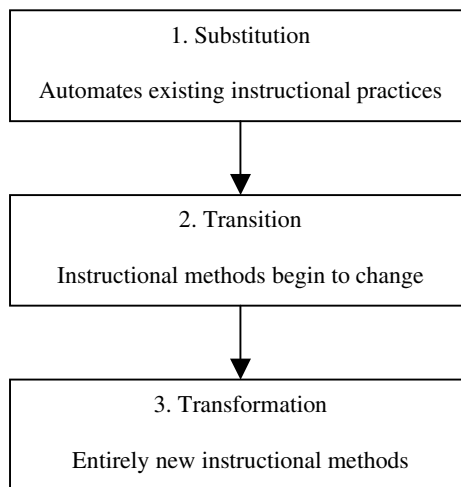 1. Substitution
Automates existing instructional practices
2. Transition
Instructional methods begin to change
3. Transformation
Entirely new instructional methods